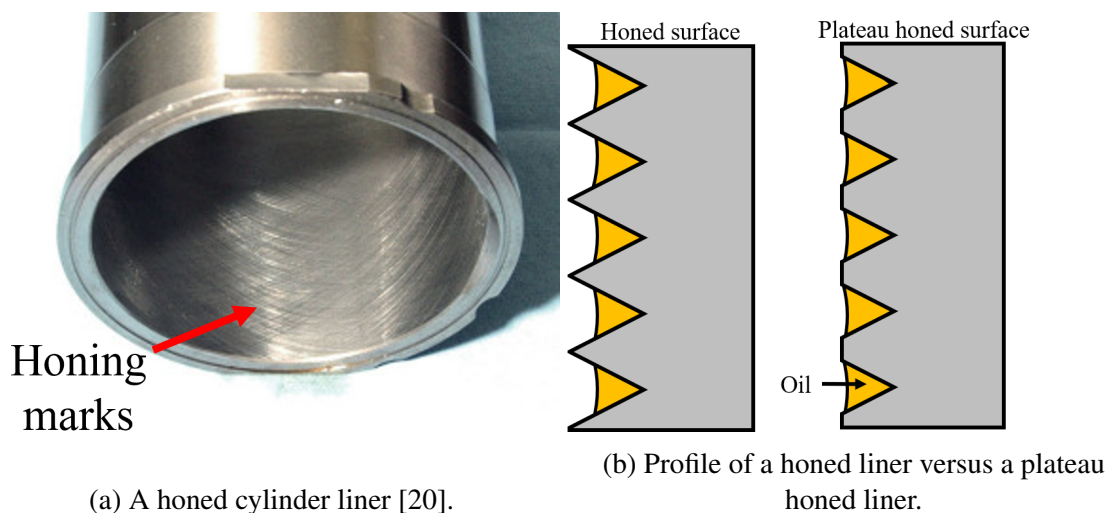 Honing
marks
(a) A honed cylinder liner [20].
Honed surface
Plateau honed surface
Oil
(b) Profile of a honed liner versus a plateau
honed liner.